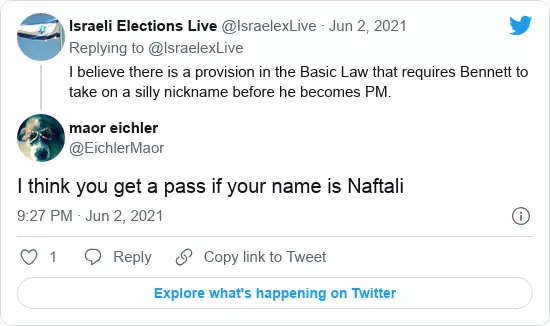 Israeli Elections Live @IsraelexLive · Jun 2, 2021
Replying to @IsraelexLive
I believe there is a provision in the Basic Law that requires Bennett to
take on a silly nickname before he becomes PM.
maor eichler
@EichlerMaor
I think you get a pass if your name is Naftali
9:27 PM · Jun 2, 2021
1 Reply Copy link to Tweet
Explore what's happening on Twitter